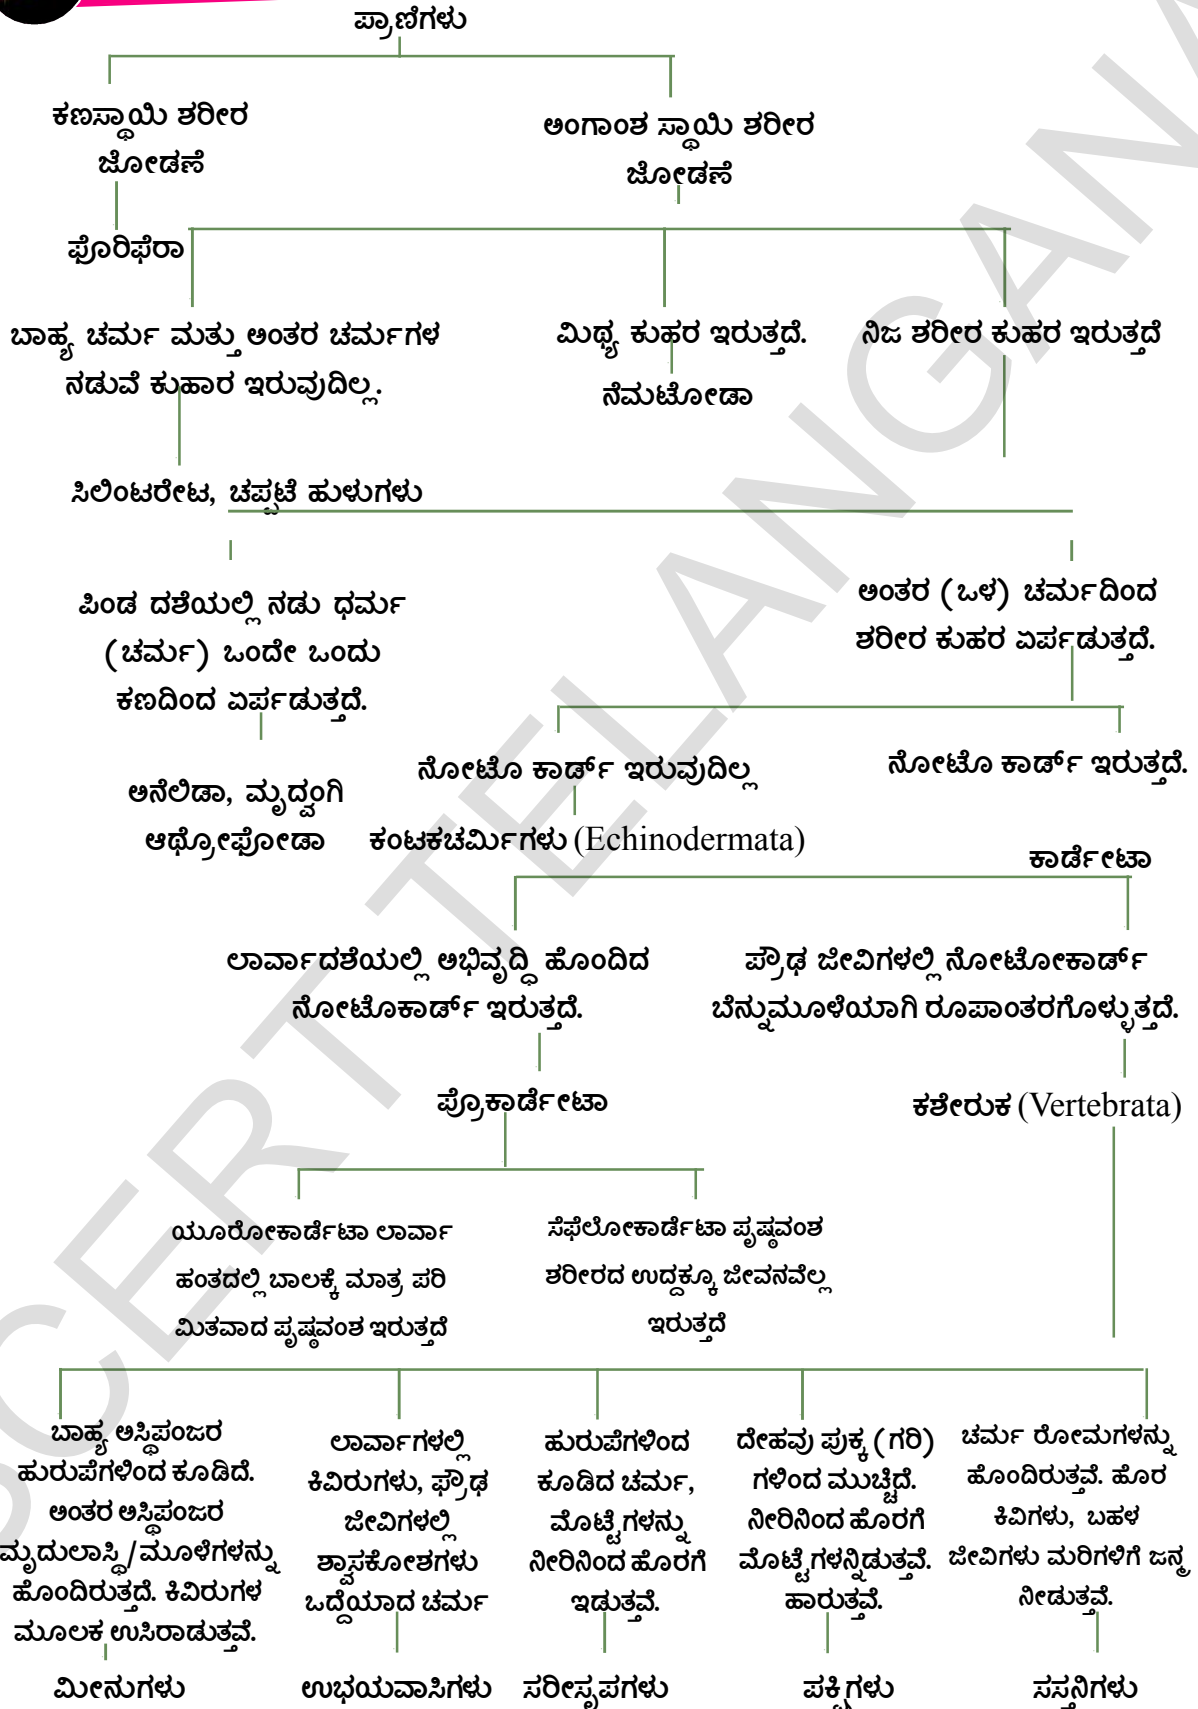 ಪ್ರಾಣಿಗಳು
ಕಣಸ್ಥಾಯಿ ಶರೀರ
ಜೋಡಣೆ
ಅಂಗಾಂಶ ಸ್ಥಾಯಿ ಶರೀರ
ಜೋಡಣೆ
ಫೊರಿಫೆರಾ
ಬಾಹ್ಯ ಚರ್ಮ ಮತ್ತು ಅಂತರ ಚರ್ಮಗಳ
ನಡುವೆ ಕುಹಾರ ಇರುವುದಿಲ್ಲ.
ಮಿಥ್ಯ ಕುಹರ ಇರುತ್ತದೆ.
ನೆಮಟೋಡಾ
ನಿಜ ಶರೀರ ಕುಹರ ಇರುತ್ತದೆ
ಸಿಲಿಂಟರೇಟ, ಚಪ್ಪಟೆ ಹುಳುಗಳು
ಪಿಂಡ ದಶೆಯಲ್ಲಿ ನಡು ಧರ್ಮ
(ಚರ್ಮ) ಒಂದೇ ಒಂದು
ಕಣದಿಂದ ಏರ್ಪಡುತ್ತದೆ.
ಅಂತರ (ಒಳ) ಚರ್ಮದಿಂದ
ಶರೀರ ಕುಹರ ಏರ್ಪಡುತ್ತದೆ.
ಅನೆಲಿಡಾ, ಮೃದ್ವಂಗಿ
ಆಥ್ರೋಫೋಡಾ
ನೋಟೊ ಕಾರ್ಡ್ ಇರುವುದಿಲ್ಲ
ನೋಟೊ ಕಾರ್ಡ್ ಇರುತ್ತದೆ.
ಕಂಟಕಚರ್ಮಿಗಳು (Echinodermata)
ಕಾರ್ಡೇಟಾ
ಲಾರ್ವಾದಶೆಯಲ್ಲಿ ಅಭಿವೃದ್ಧಿ ಹೊಂದಿದ
ನೋಟೊಕಾರ್ಡ್ ಇರುತ್ತದೆ.
ಪ್ರೌಢ ಜೀವಿಗಳಲ್ಲಿ ನೋಟೋಕಾರ್ಡ್
ಬೆನ್ನುಮೂಳೆಯಾಗಿ ರೂಪಾಂತರಗೊಳ್ಳುತ್ತದೆ.
ಪ್ರೊಕಾರ್ಡೇಟಾ
ಕಶೇರುಕ (Vertebrata)
ಯೂರೋಕಾರ್ಡೆಟಾ ಲಾರ್ವಾ
ಹಂತದಲ್ಲಿ ಬಾಲಕ್ಕೆ ಮಾತ್ರ ಪರಿ
ಮಿತವಾದ ಪೃಷ್ಠವಂಶ ಇರುತ್ತದೆ
ಸೆಫೆಲೋಕಾರ್ಡೆಟಾ ಪೃಷ್ಠವಂಶ
ಶರೀರದ ಉದ್ದಕ್ಕೂ ಜೀವನವೆಲ್ಲ
ಇರುತ್ತದೆ
ಬಾಹ್ಯ ಅಸ್ಥಿಪಂಜರ
ಹುರುಪೆಗಳಿಂದ ಕೂಡಿದೆ.
ಅಂತರ ಅಸ್ಥಿಪಂಜರ
ಮೃದುಲಾಸ್ಥಿ/ಮೂಳೆಗಳನ್ನು
ಹೊಂದಿರುತ್ತದೆ. ಕಿವಿರುಗಳ
ಮೂಲಕ ಉಸಿರಾಡುತ್ತವೆ.
ಮೀನುಗಳು
ಲಾರ್ವಾಗಳಲ್ಲಿ
ಕಿವಿರುಗಳು, ಫ್ರೌಢ
ಜೀವಿಗಳಲ್ಲಿ
ಶ್ವಾಸಕೋಶಗಳು
ಒದ್ದೆಯಾದ ಚರ್ಮ
ಉಭಯವಾಸಿಗಳು
ಹುರುಪೆಗಳಿಂದ
ಕೂಡಿದ ಚರ್ಮ,
ಮೊಟ್ಟೆಗಳನ್ನು
ನೀರಿನಿಂದ ಹೊರಗೆ
ಇಡುತ್ತವೆ.
ಸರೀಸೃಪಗಳು
ದೇಹವು ಪುಕ್ಕ (ಗರಿ)
ಗಳಿಂದ ಮುಚ್ಚಿದೆ.
ನೀರಿನಿಂದ ಹೊರಗೆ
ಮೊಟ್ಟೆಗಳನ್ನಿಡುತ್ತವೆ.
ಹಾರುತ್ತವೆ.
ಪಕ್ಷಿಗಳು
ಚರ್ಮ ರೋಮಗಳನ್ನು
ಹೊಂದಿರುತ್ತವೆ. ಹೊರ
ಕಿವಿಗಳು, ಬಹಳ
ಜೀವಿಗಳು ಮರಿಗಳಿಗೆ ಜನ್ಮ
ನೀಡುತ್ತವೆ.
ಸಸ್ತನಿಗಳು
SCERT TELANGANA